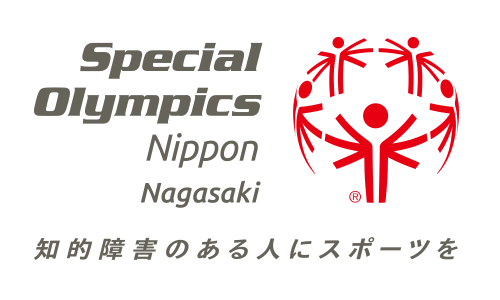 Special
Olympics
Nippon
Nagasaki
®
知的障害のある人にスポーツを